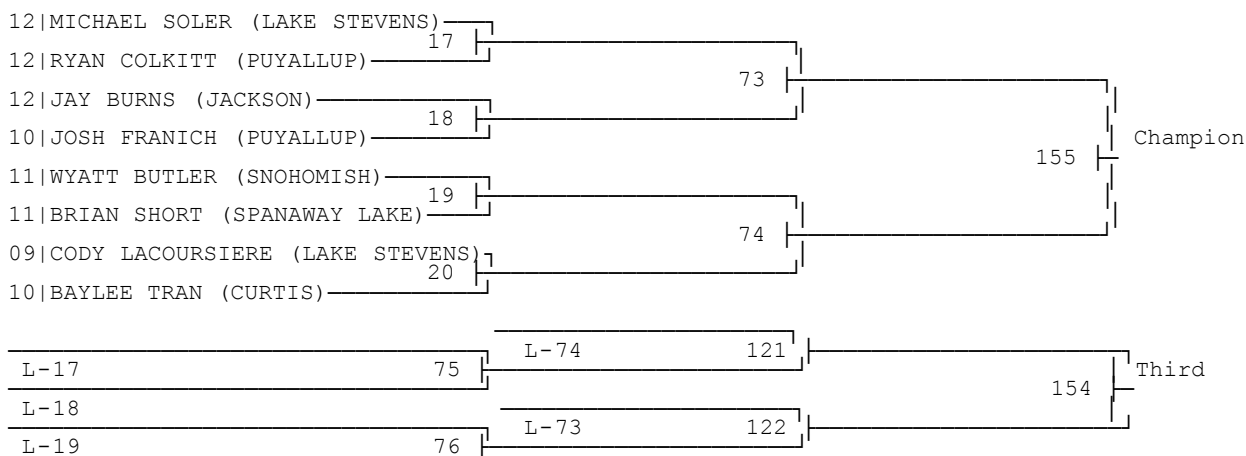 12|MICHAEL SOLER (LAKE STEVENS)
17
12|RYAN COLKITT (PUYALLUP)
73
12|JAY BURNS (JACKSON)
18
10|JOSH FRANICH (PUYALLUP)
Champion
155
11|WYATT BUTLER (SNOHOMISH)
19
11|BRIAN SHORT (SPANAWAY LAKE)
74
09|CODY LACOURSIERE (LAKE STEVENS)
20
10|BAYLEE TRAN (CURTIS)
L-74 121
L-17 75
Third
154
L-18
L-73 122
L-19 76